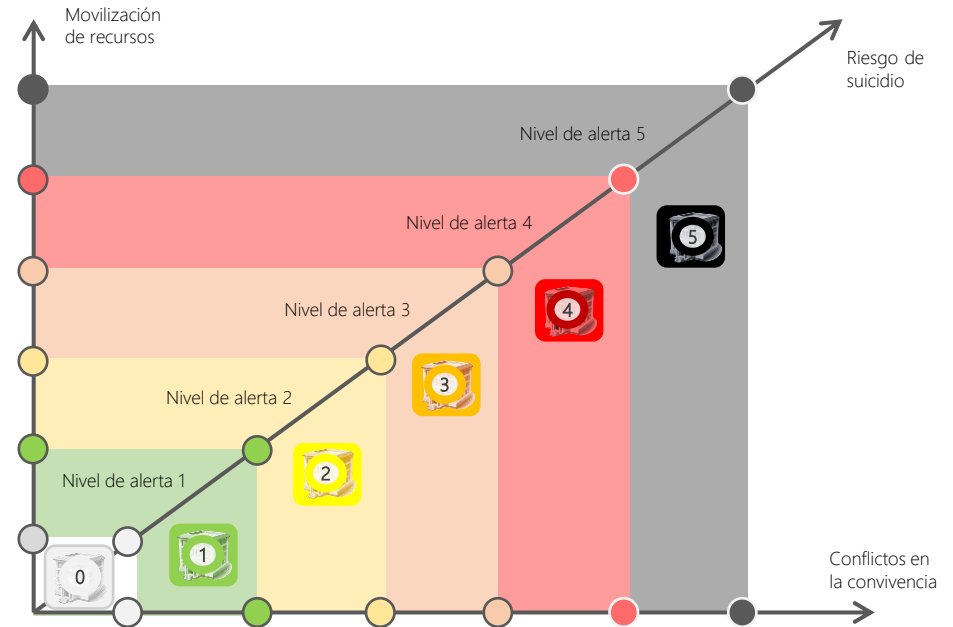 Movilización
de recursos
Riesgo de
suicidio
Nivel de alerta 5
Nivel de alerta 4
5
4
Nivel de alerta 3
3
Nivel de alerta 2
2
Nivel de alerta 1
1
0
Conflictos en
la convivencia